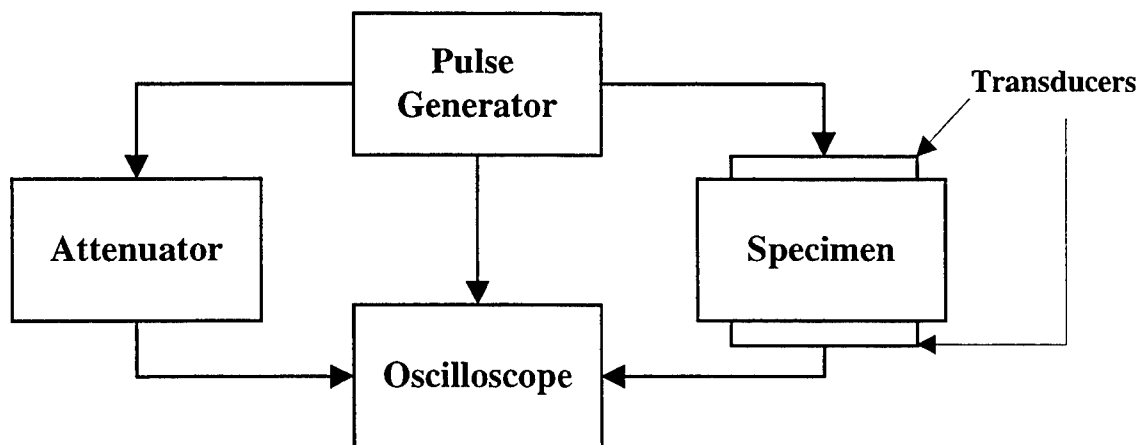 Pulse
Generator
Transducers
Attenuator
Specimen
Oscilloscope